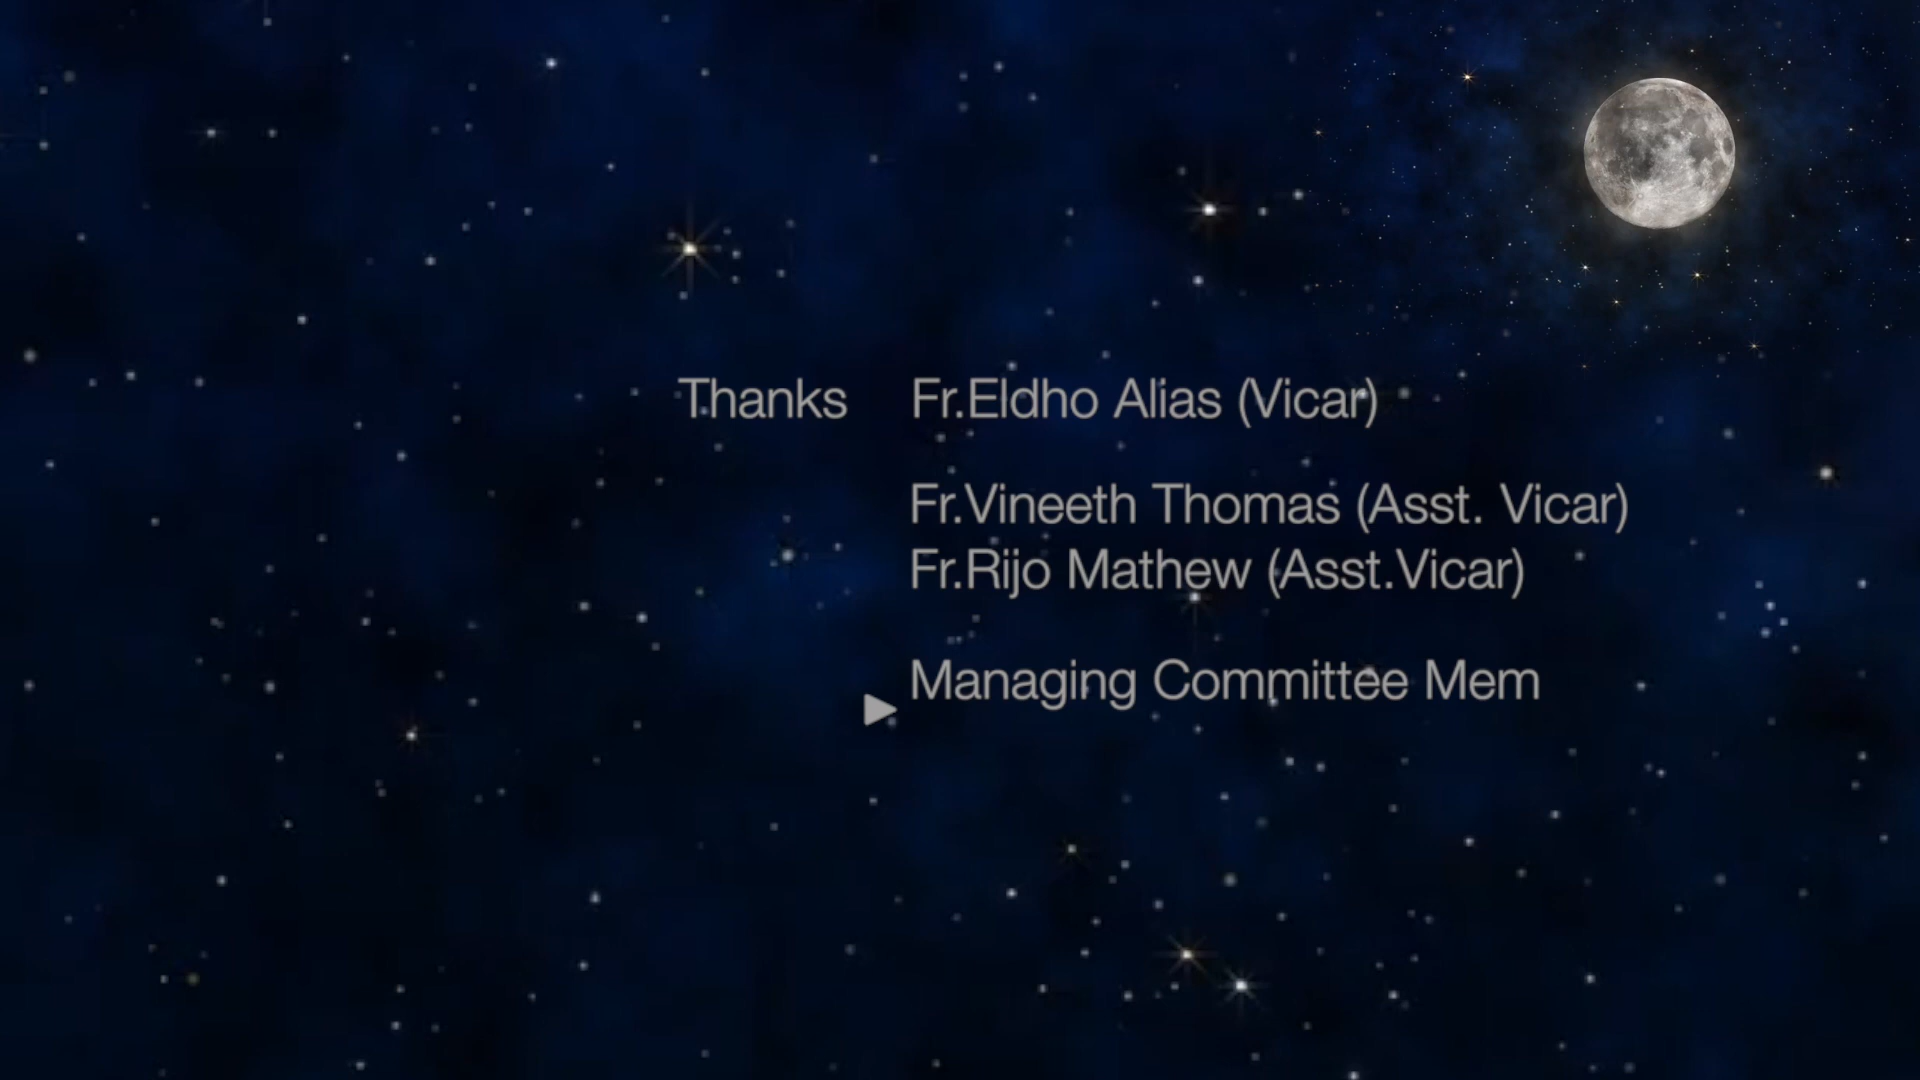 Thanks Fr.Eldho Alias (Vicar)
Fr.Vineeth Thomas (Asst. Vicar)
Fr.Rijo Mathew (Asst.Vicar)
Managing Committee Mem